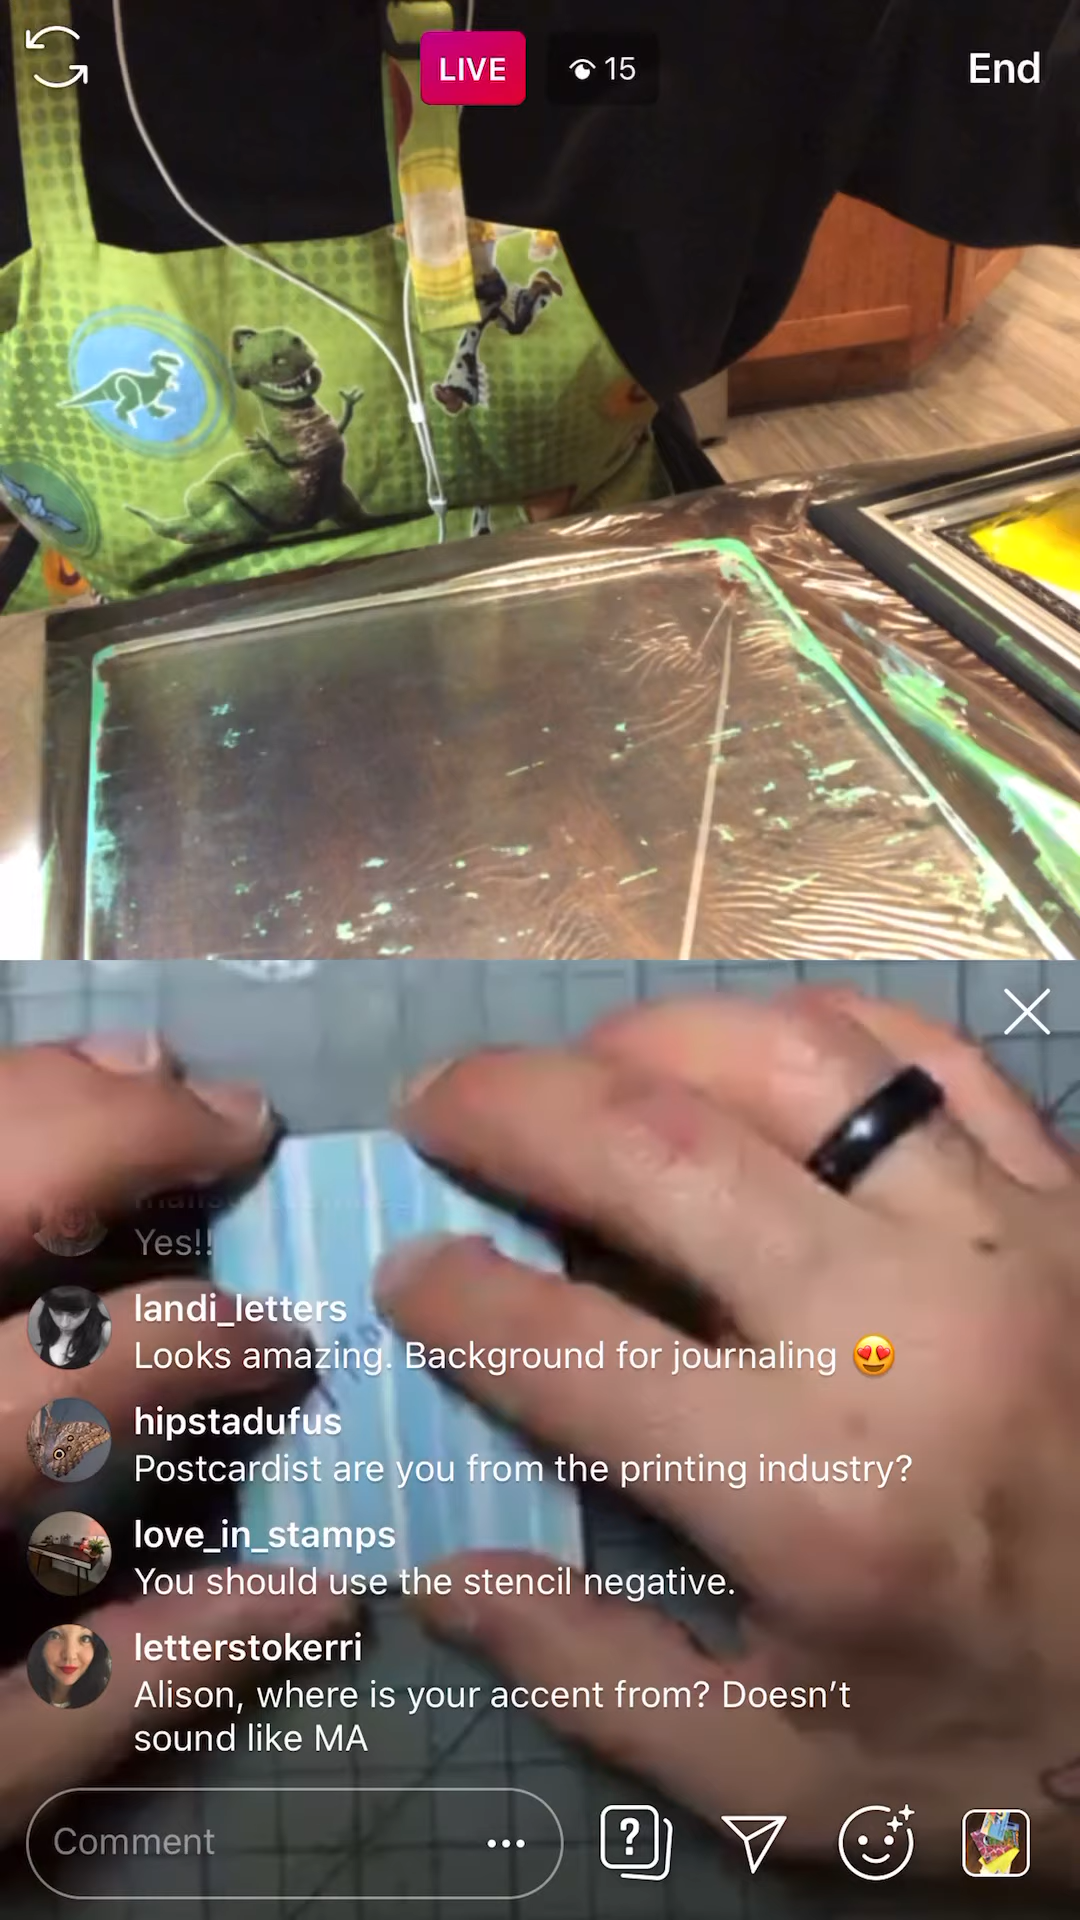 LIVE
15
End
Yes!!
landi_letters
Looks amazing. Background for journaling 😍
hipstadufus
Postcardist are you from the printing industry?
love_in_stamps
You should use the stencil negative.
letterstokerri
Alison, where is your accent from? Doesn’t
sound like MA
Comment